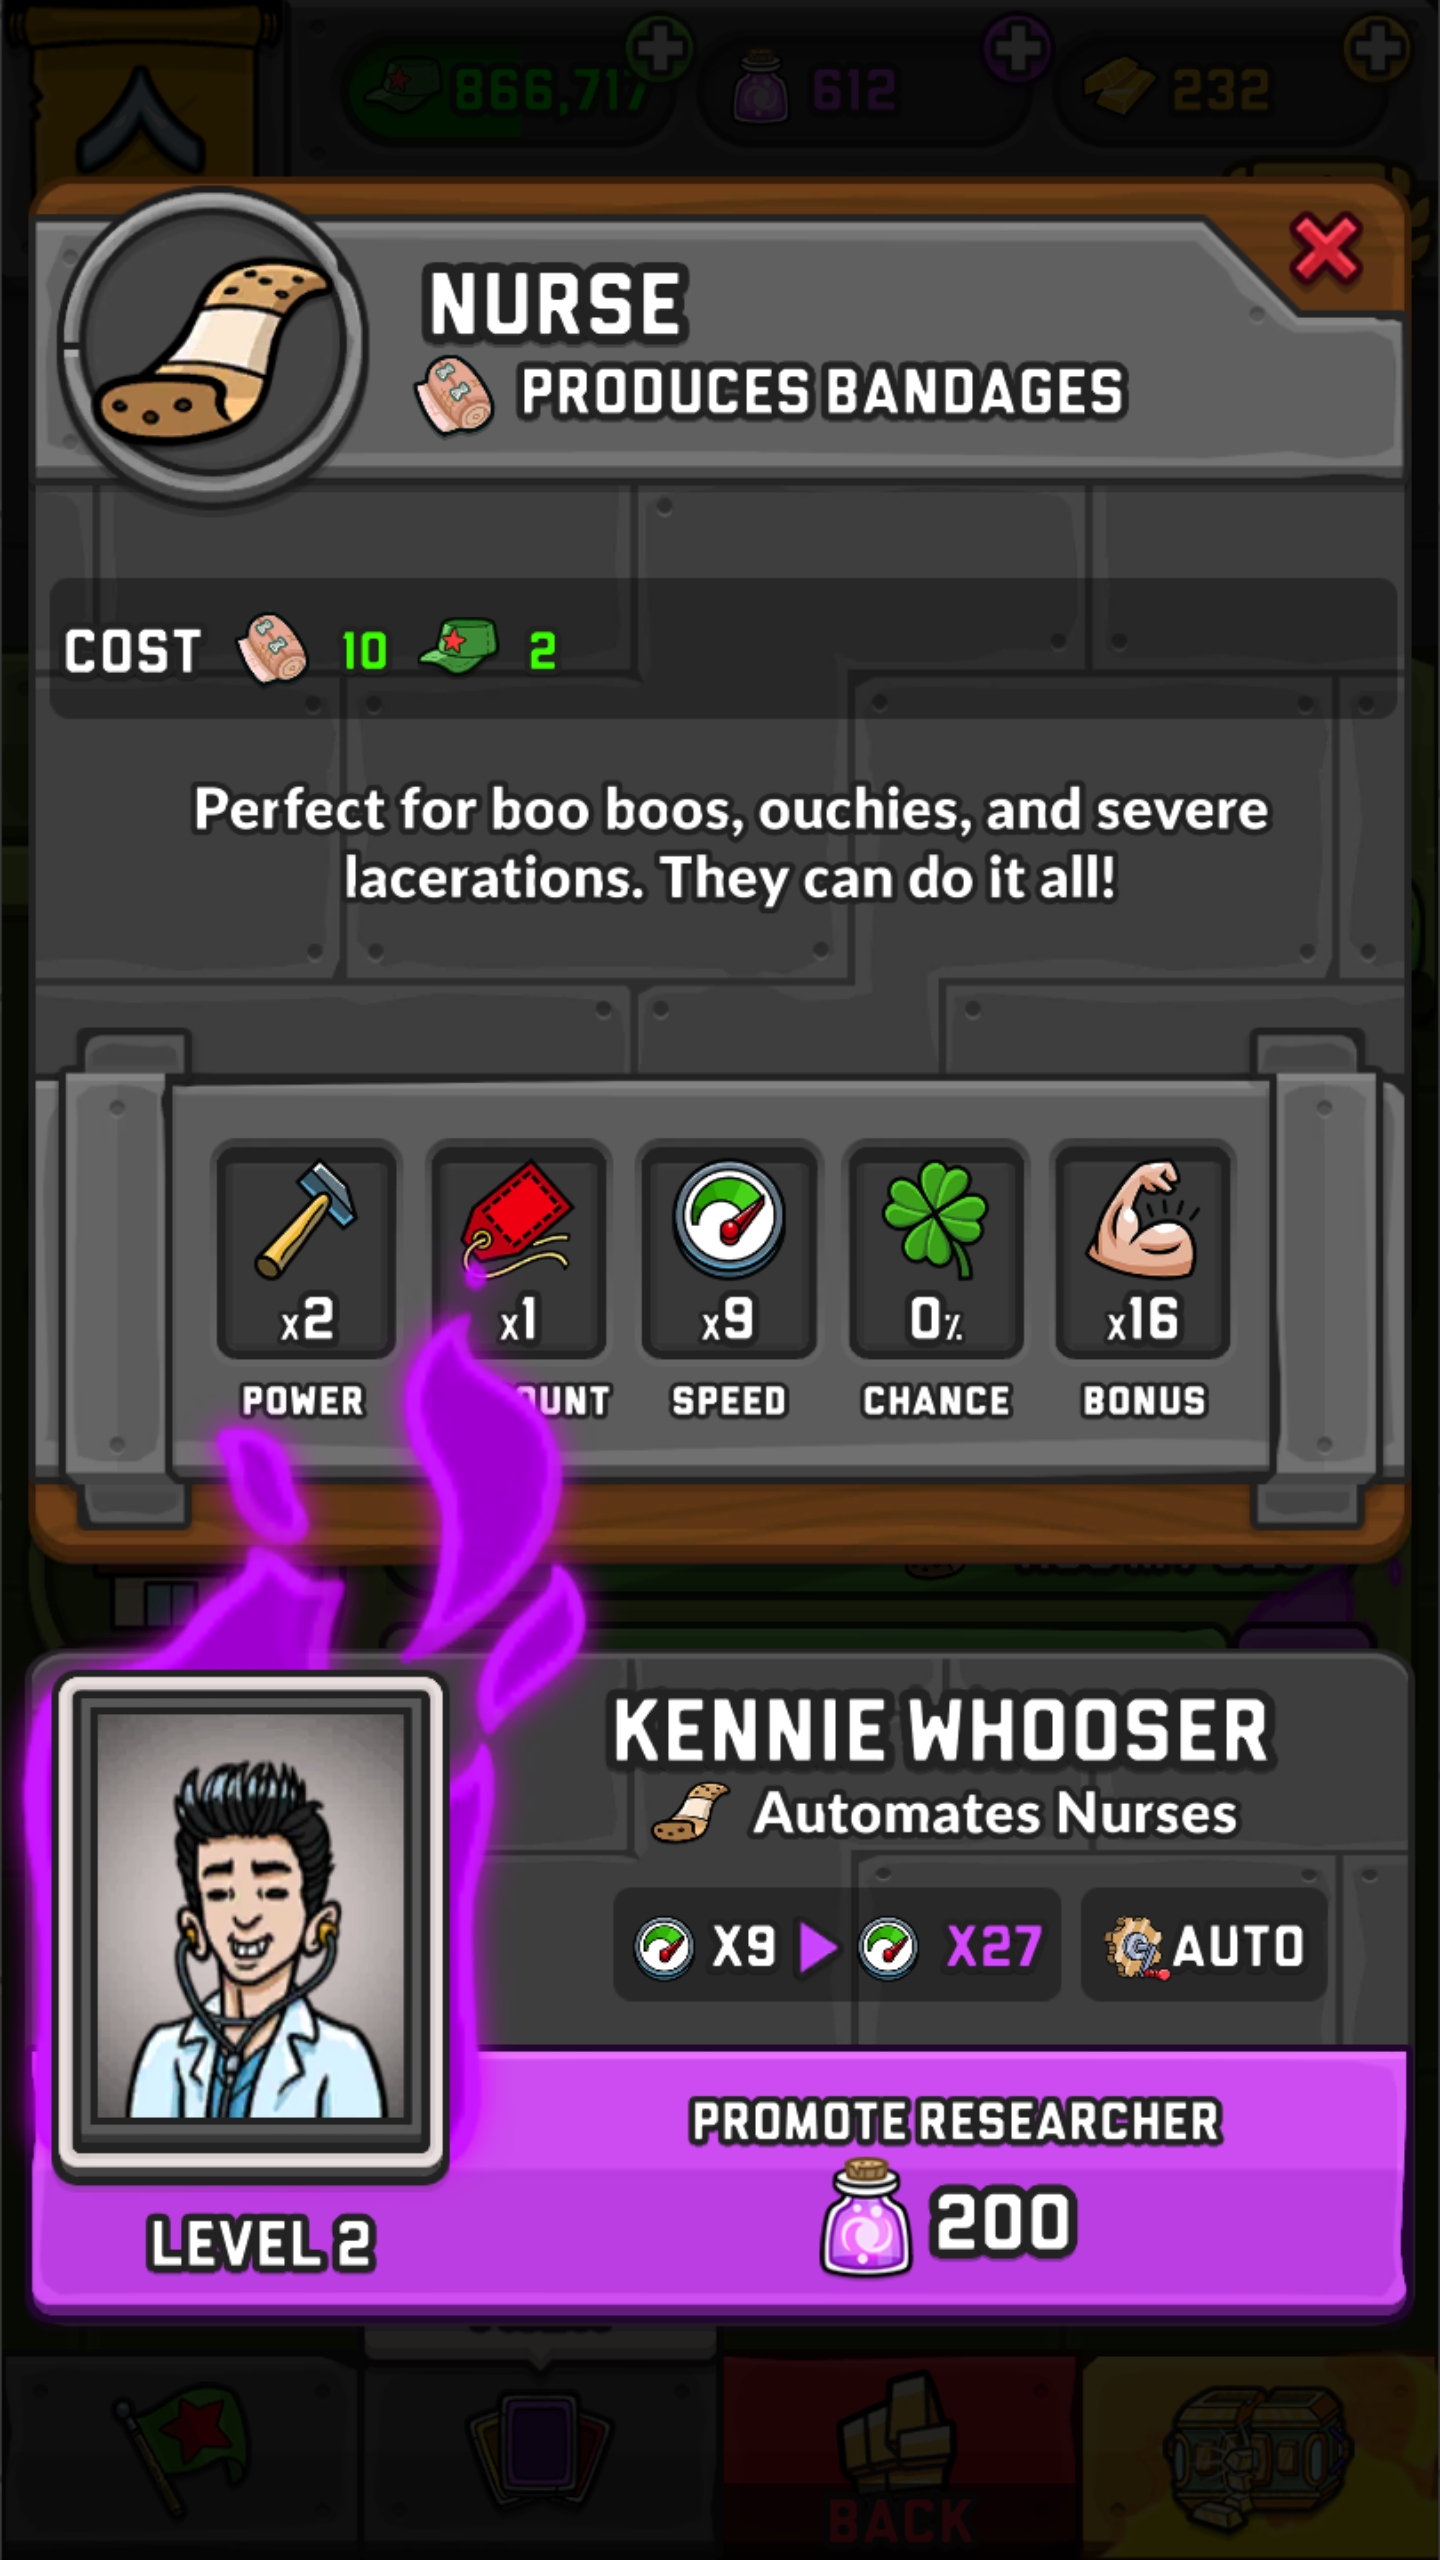 866,717 612 232
NURSE
PRODUCES BANDAGES
COST 10 2
Perfect for boo boos, ouchies, and severe
lacerations. They can do it all!
x2 x1 x9 0% x16
POWER OUNT SPEED CHANCE BONUS
KENNIE WHOOSER
Automates Nurses
X9 X27 AUTO
PROMOTE RESEARCHER
200
LEVEL 2
BACK